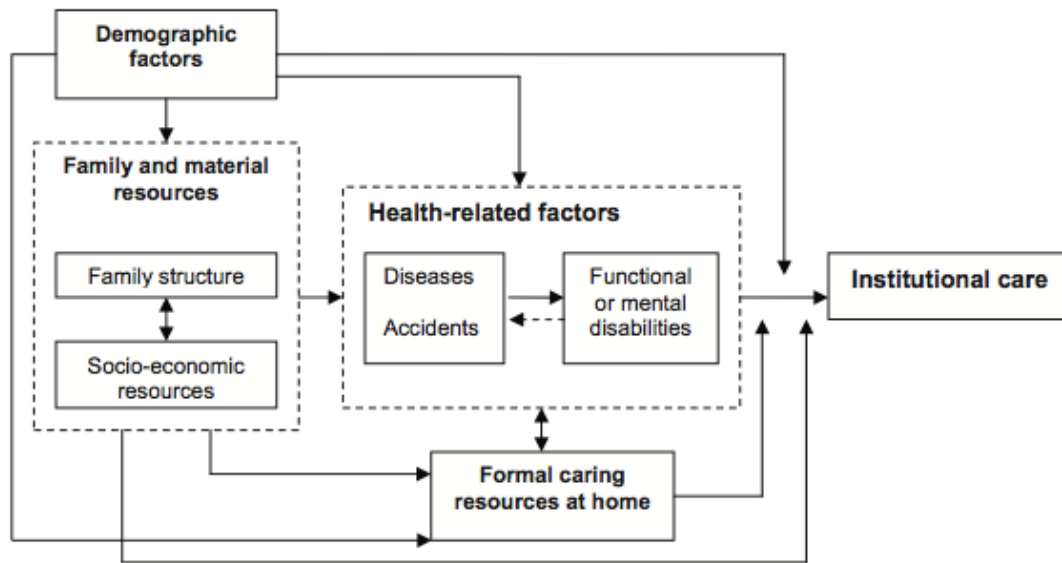 Demographic
factors
Family and material
resources
Family structure
Socio-economic
resources
Health-related factors
Diseases
Accidents
Functional
or mental
disabilities
Formal caring
resources at home
Institutional care